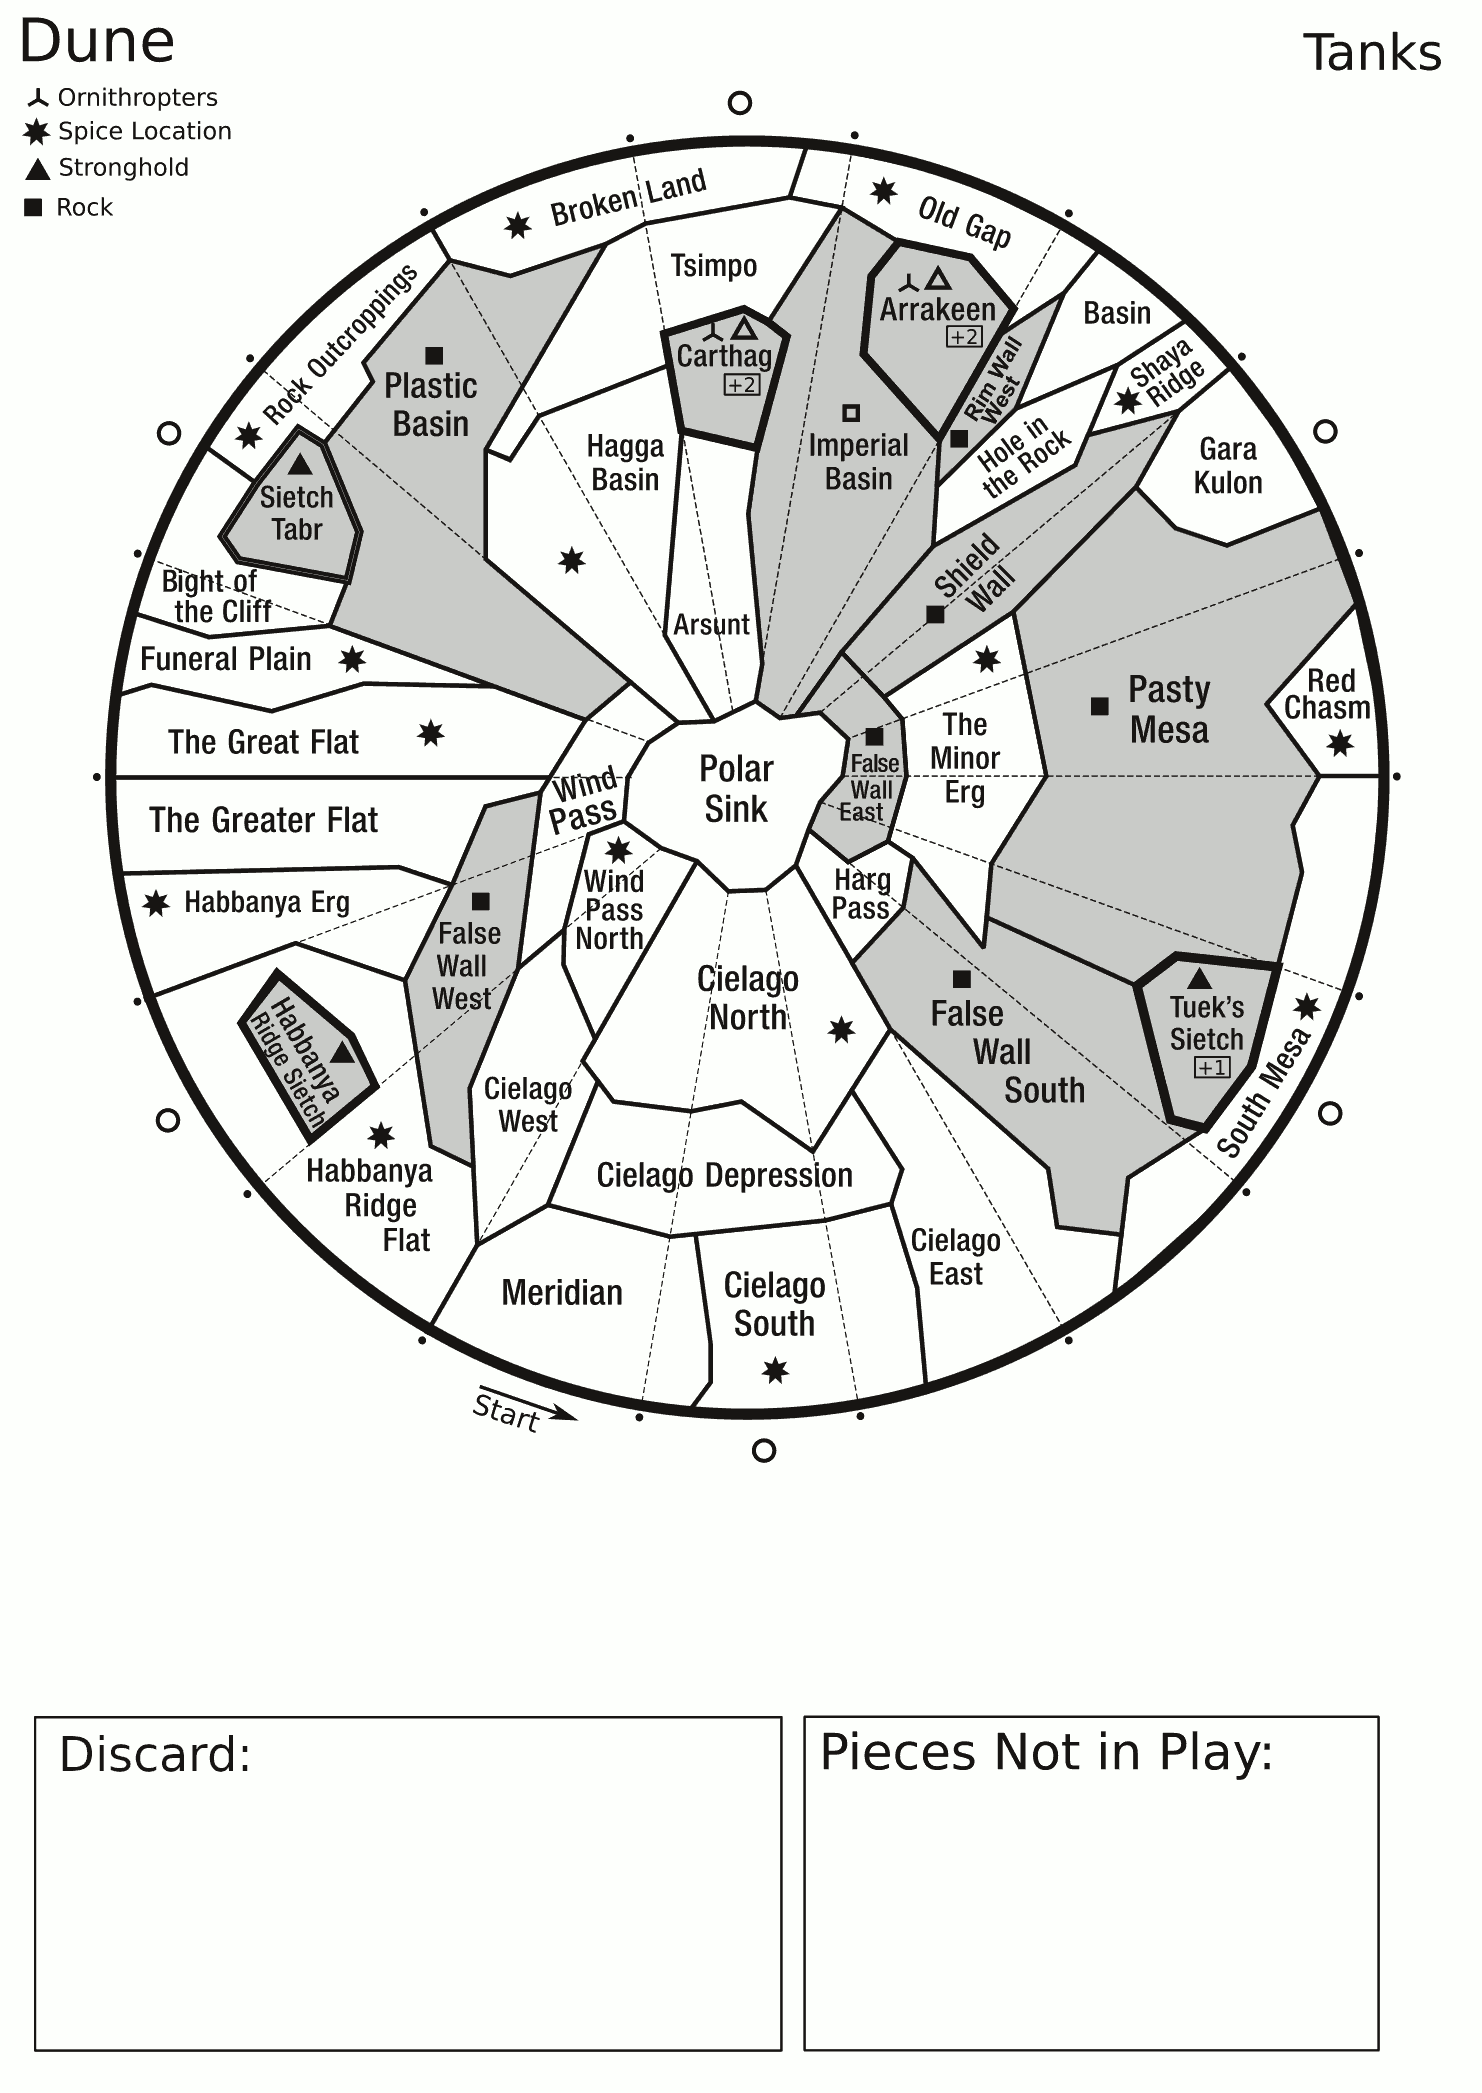 Dune
Tanks
Ornithropters
Spice Location
Stronghold
Rock
Broken Land
Old Gap
Tsimpo
Rock Outcroppings
Arrakeen
+2
Basin
Carthag
+2
Shaya
Ridge
Rim Wall
West
Plastic
Basin
Hagga
Basin
Imperial
Basin
Hole in
the Rock
Gara
Kulon
Sietch
Tabr
Shield
Wall
Bight of
the Cliff
Arsunt
Funeral Plain
Pasty
Mesa
Red
Chasm
The Great Flat
The
Minor
Erg
Polar
Sink
False
Wall
East
Wind
Pass
The Greater Flat
Harg
Pass
Wind
Pass
North
Habbanya Erg
False
Wall
West
Cielago
North
False
Wall
South
Tuek's
Sietch
+1
South Mesa
Habbanya
Ridge Sietch
Cielago
West
Habbanya
Ridge
Flat
Cielago Depression
Cielago
East
Meridian
Cielago
South
Start
Discard:
Pieces Not in Play: